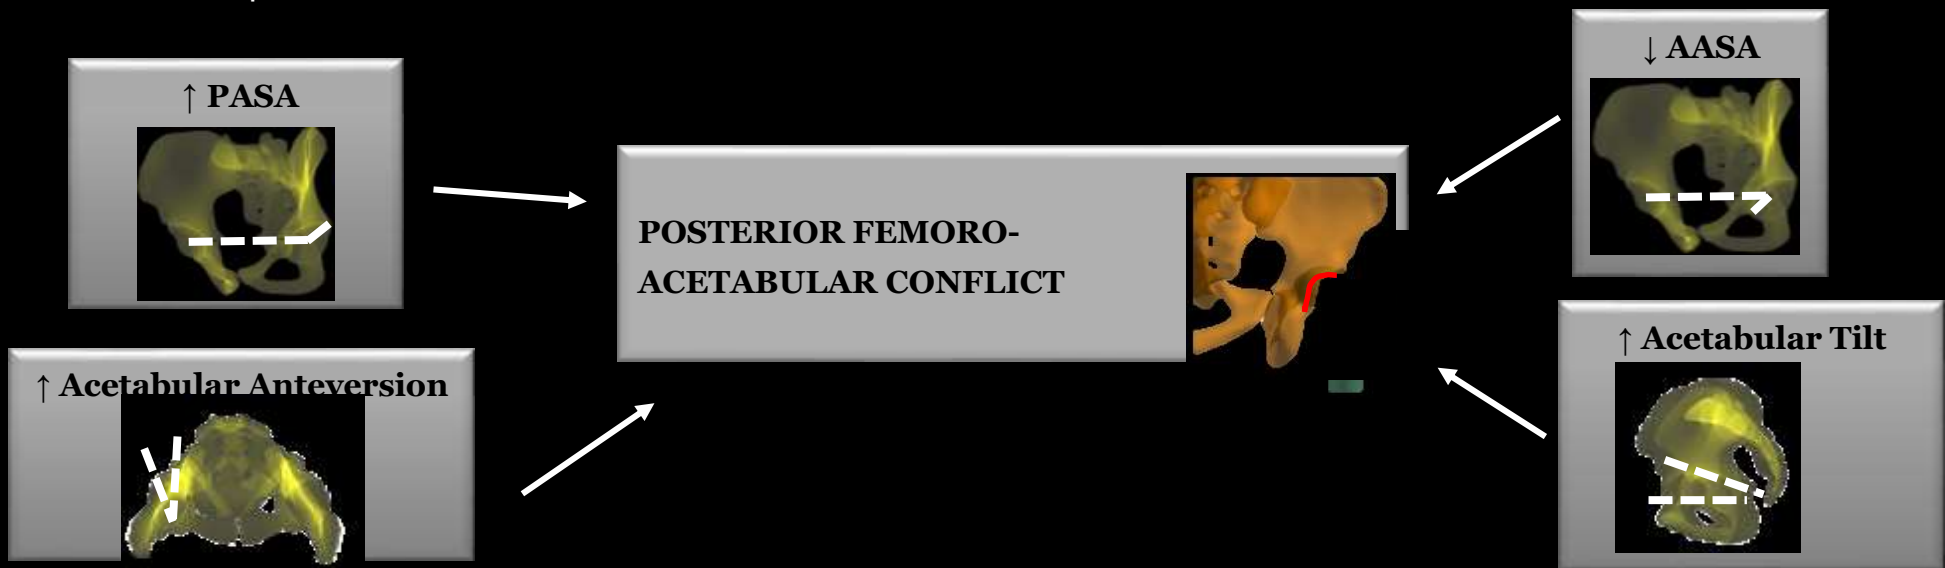 ↑ PASA
↓ AASA
POSTERIOR FEMORO-
ACETABULAR CONFLICT
↑ Acetabular Anteversion
↑ Acetabular Tilt